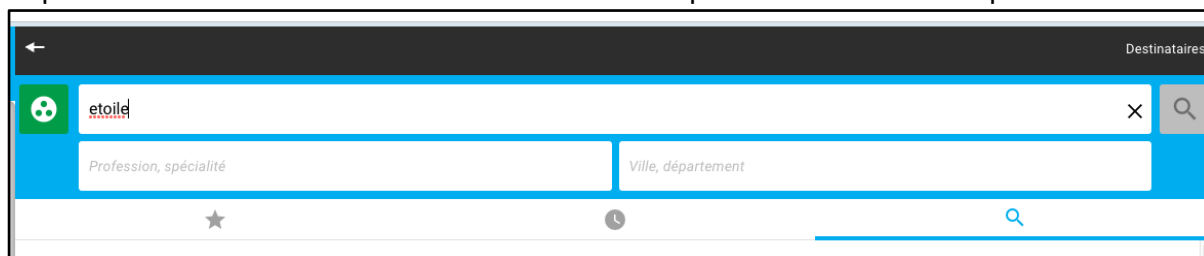 Destinataires
etoile
Profession, spécialité
Ville, département